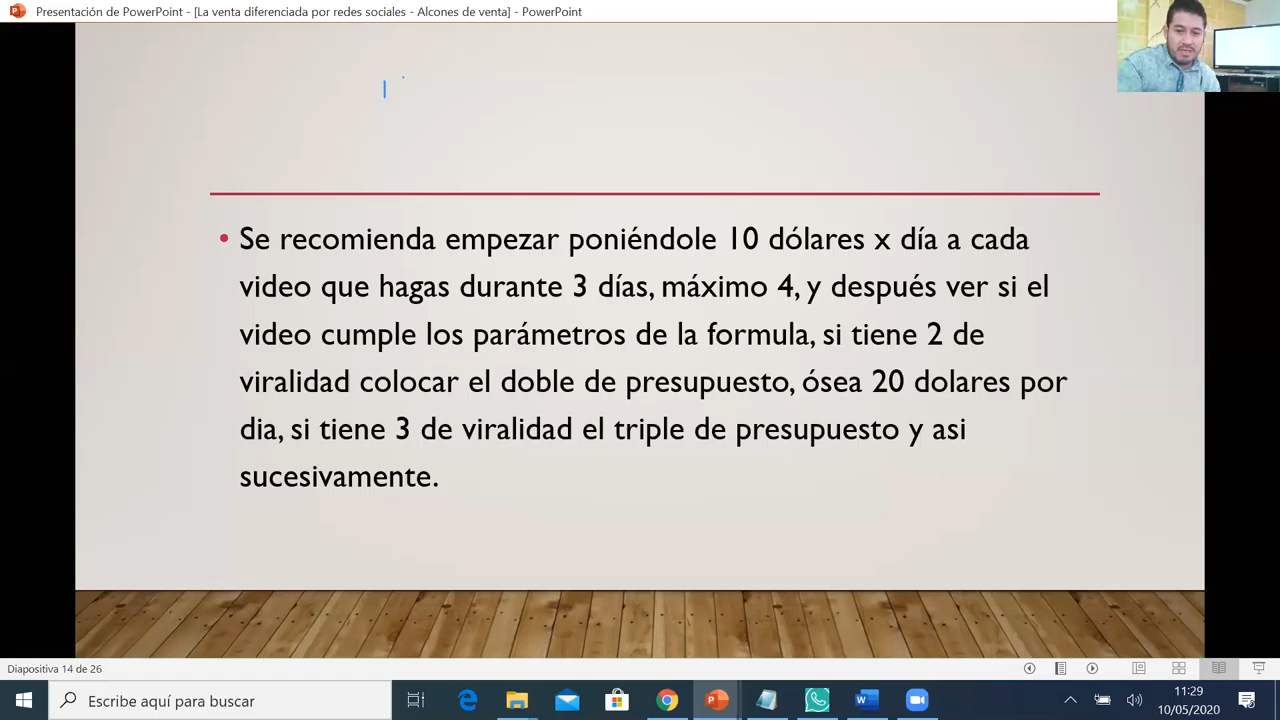 Presentación de PowerPoint - [La venta diferenciada por redes sociales - Alcones de venta] - PowerPoint
• Se recomienda empezar poniéndole 10 dólares x día a cada
video que hagas durante 3 días, máximo 4, y después ver si el
video cumple los parámetros de la formula, si tiene 2 de
viralidad colocar el doble de presupuesto, ósea 20 dolares por
dia, si tiene 3 de viralidad el triple de presupuesto y asi
sucesivamente.
Diapositiva 14 de 26
Escribe aquí para buscar
11:29
10/05/2020